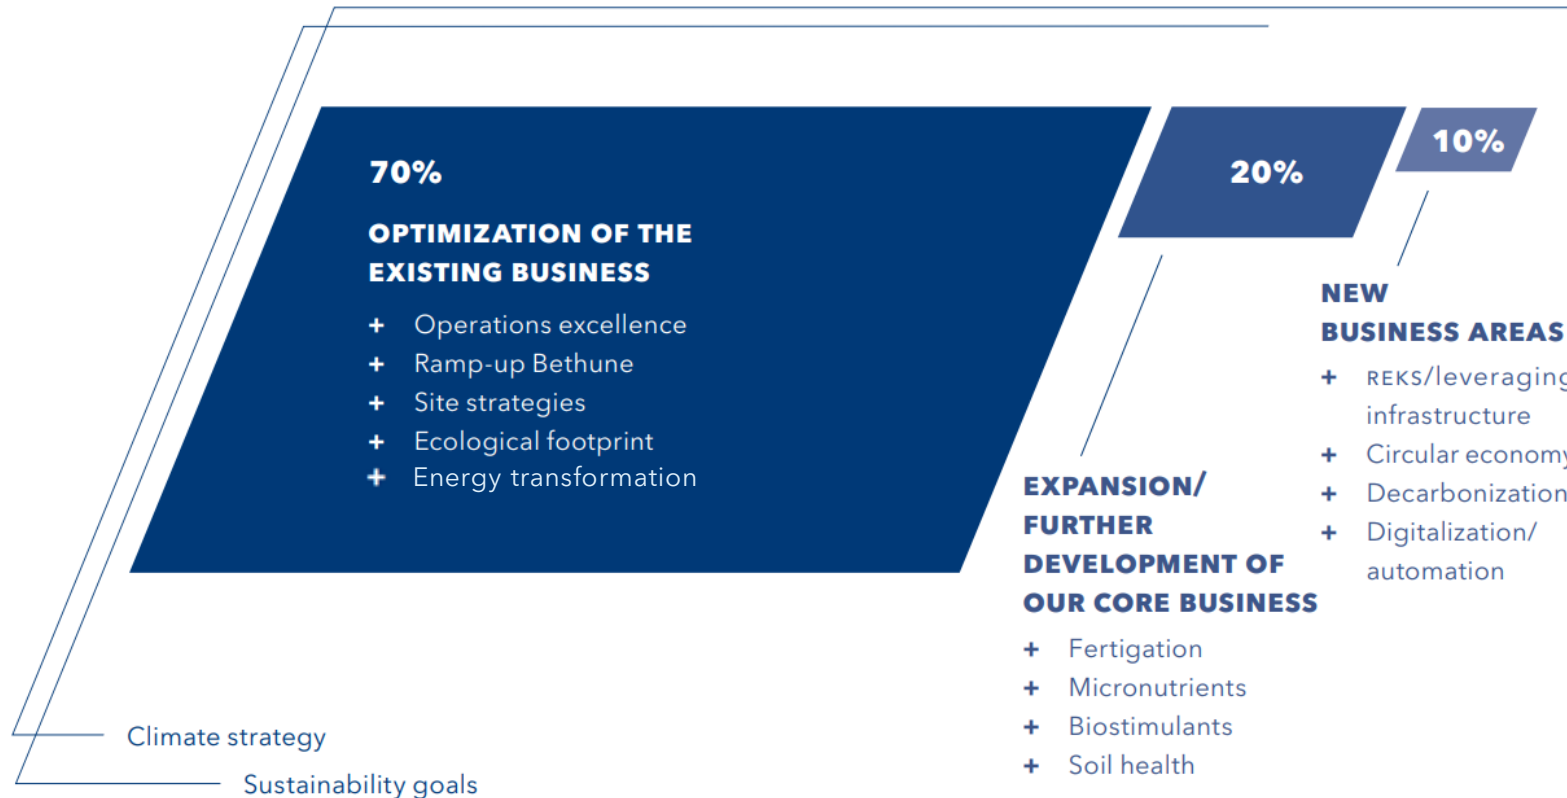 70%
OPTIMIZATION OF THE
EXISTING BUSINESS
+ Operations excellence
+ Ramp-up Bethune
+ Site strategies
+ Ecological footprint
+ Energy transformation
20%
EXPANSION/
FURTHER
DEVELOPMENT OF
OUR CORE BUSINESS
+ Fertigation
+ Micronutrients
+ Biostimulants
+ Soil health
10%
NEW
BUSINESS AREAS
+ REKS/leveraging
infrastructure
+ Circular economy
+ Decarbonization
+ Digitalization/
automation
Climate strategy
Sustainability goals